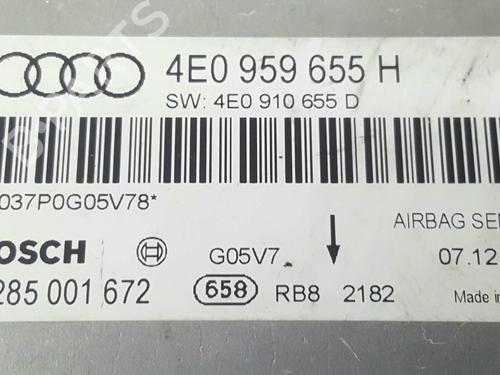 4E0 959 655 H
SW: 4E0 910 655 D
037P0G05V78*
OSCH
G05V7
AIRBAG SE
07.12
285 001 672
658
RB8 2182
Made in